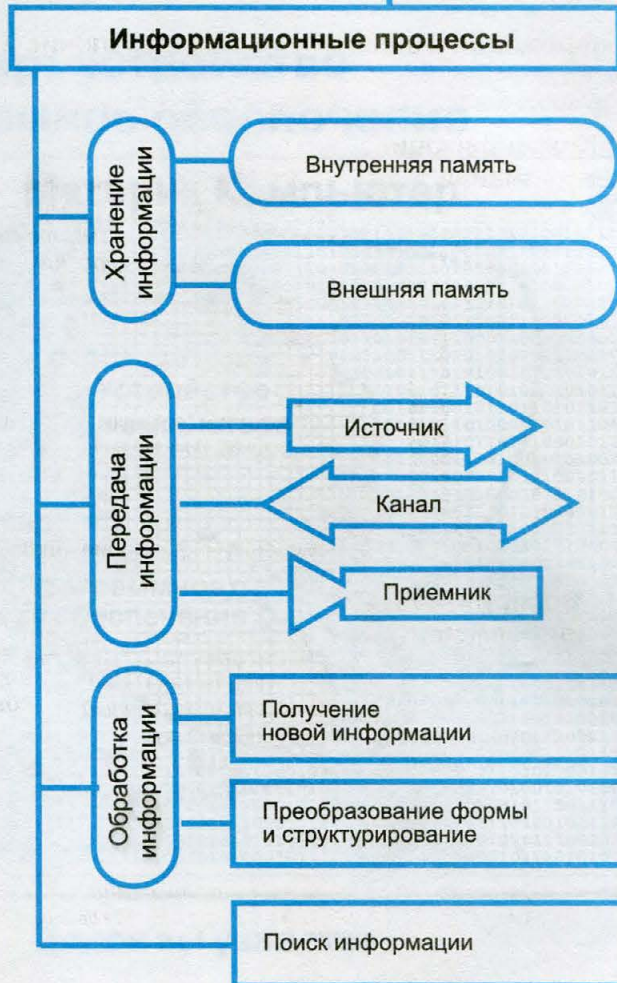 Информационные процессы
Хранение
информации
Внутренняя память
Внешняя память
Передача
информации
Источник
Канал
Приемник
Обработка
информации
Получение
новой информации
Преобразование формы
и структурирование
Поиск информации